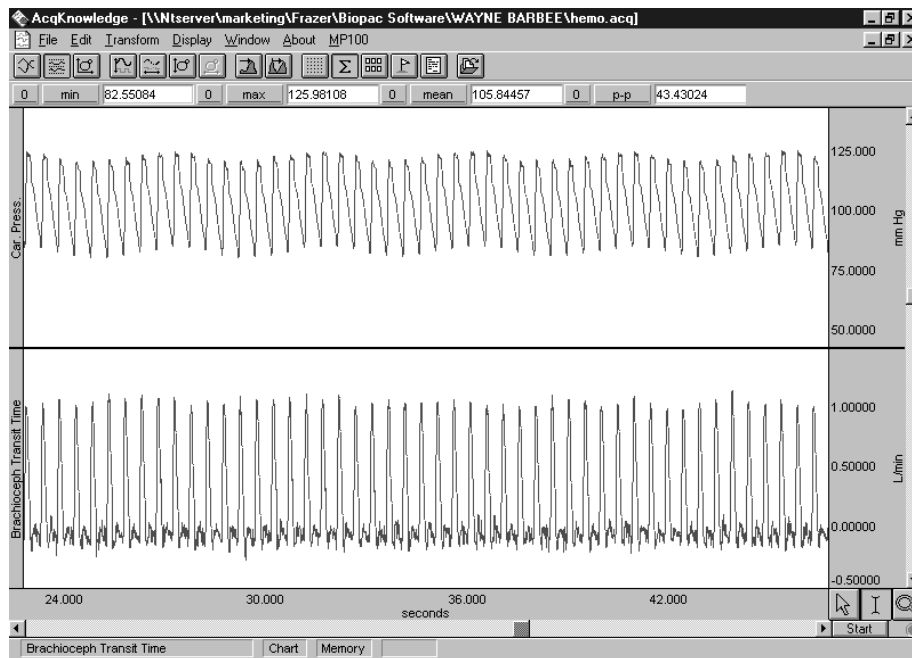 AcqKnowledge - [\\Ntserver\marketing\Frazer\Biopac Software\WAYNE BARBEE\hemo.acq]
File Edit Transform Display Window About MP100
0 min 82.55084 0 max 125.98108 0 mean 105.84457 0 p-p 43.43024
Car. Press..
125.000
100.000
75.0000
50.0000
mm Hg
Brachioceph Transit Time
1.00000
0.50000
0.00000
-0.50000
L/min
24.000 30.000 36.000 42.000
seconds
Start
Brachioceph Transit Time Chart Memory